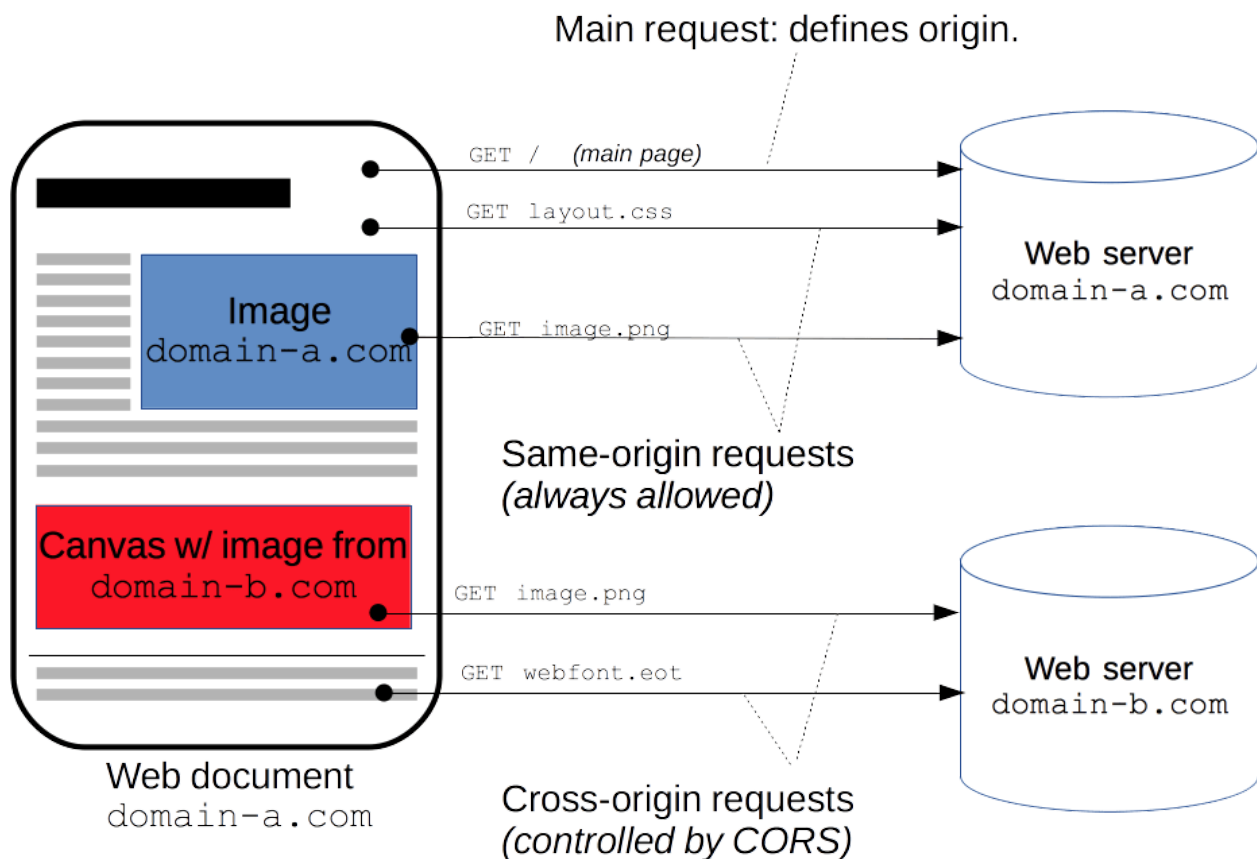 Main request: defines origin.
GET / (main page)
GET layout.css
Web server
domain-a.com
Image
domain-a.com
GET image.png
Same-origin requests
(always allowed)
Canvas w/ image from
domain-b.com
GET image.png
GET webfont.eot
Web server
domain-b.com
Web document
domain-a.com
Cross-origin requests
(controlled by CORS)